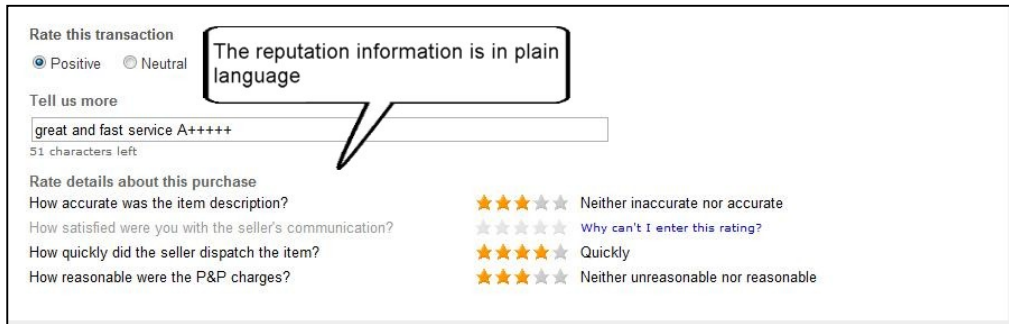 Rate this transaction
Positive Neutral
The reputation information is in plain
language
Tell us more
great and fast service A+++++
51 characters left
Rate details about this purchase
How accurate was the item description? Neither inaccurate nor accurate
How satisfied were you with the seller's communication? Why can't I enter this rating?
How quickly did the seller dispatch the item? Quickly
How reasonable were the P&P charges? Neither unreasonable nor reasonable